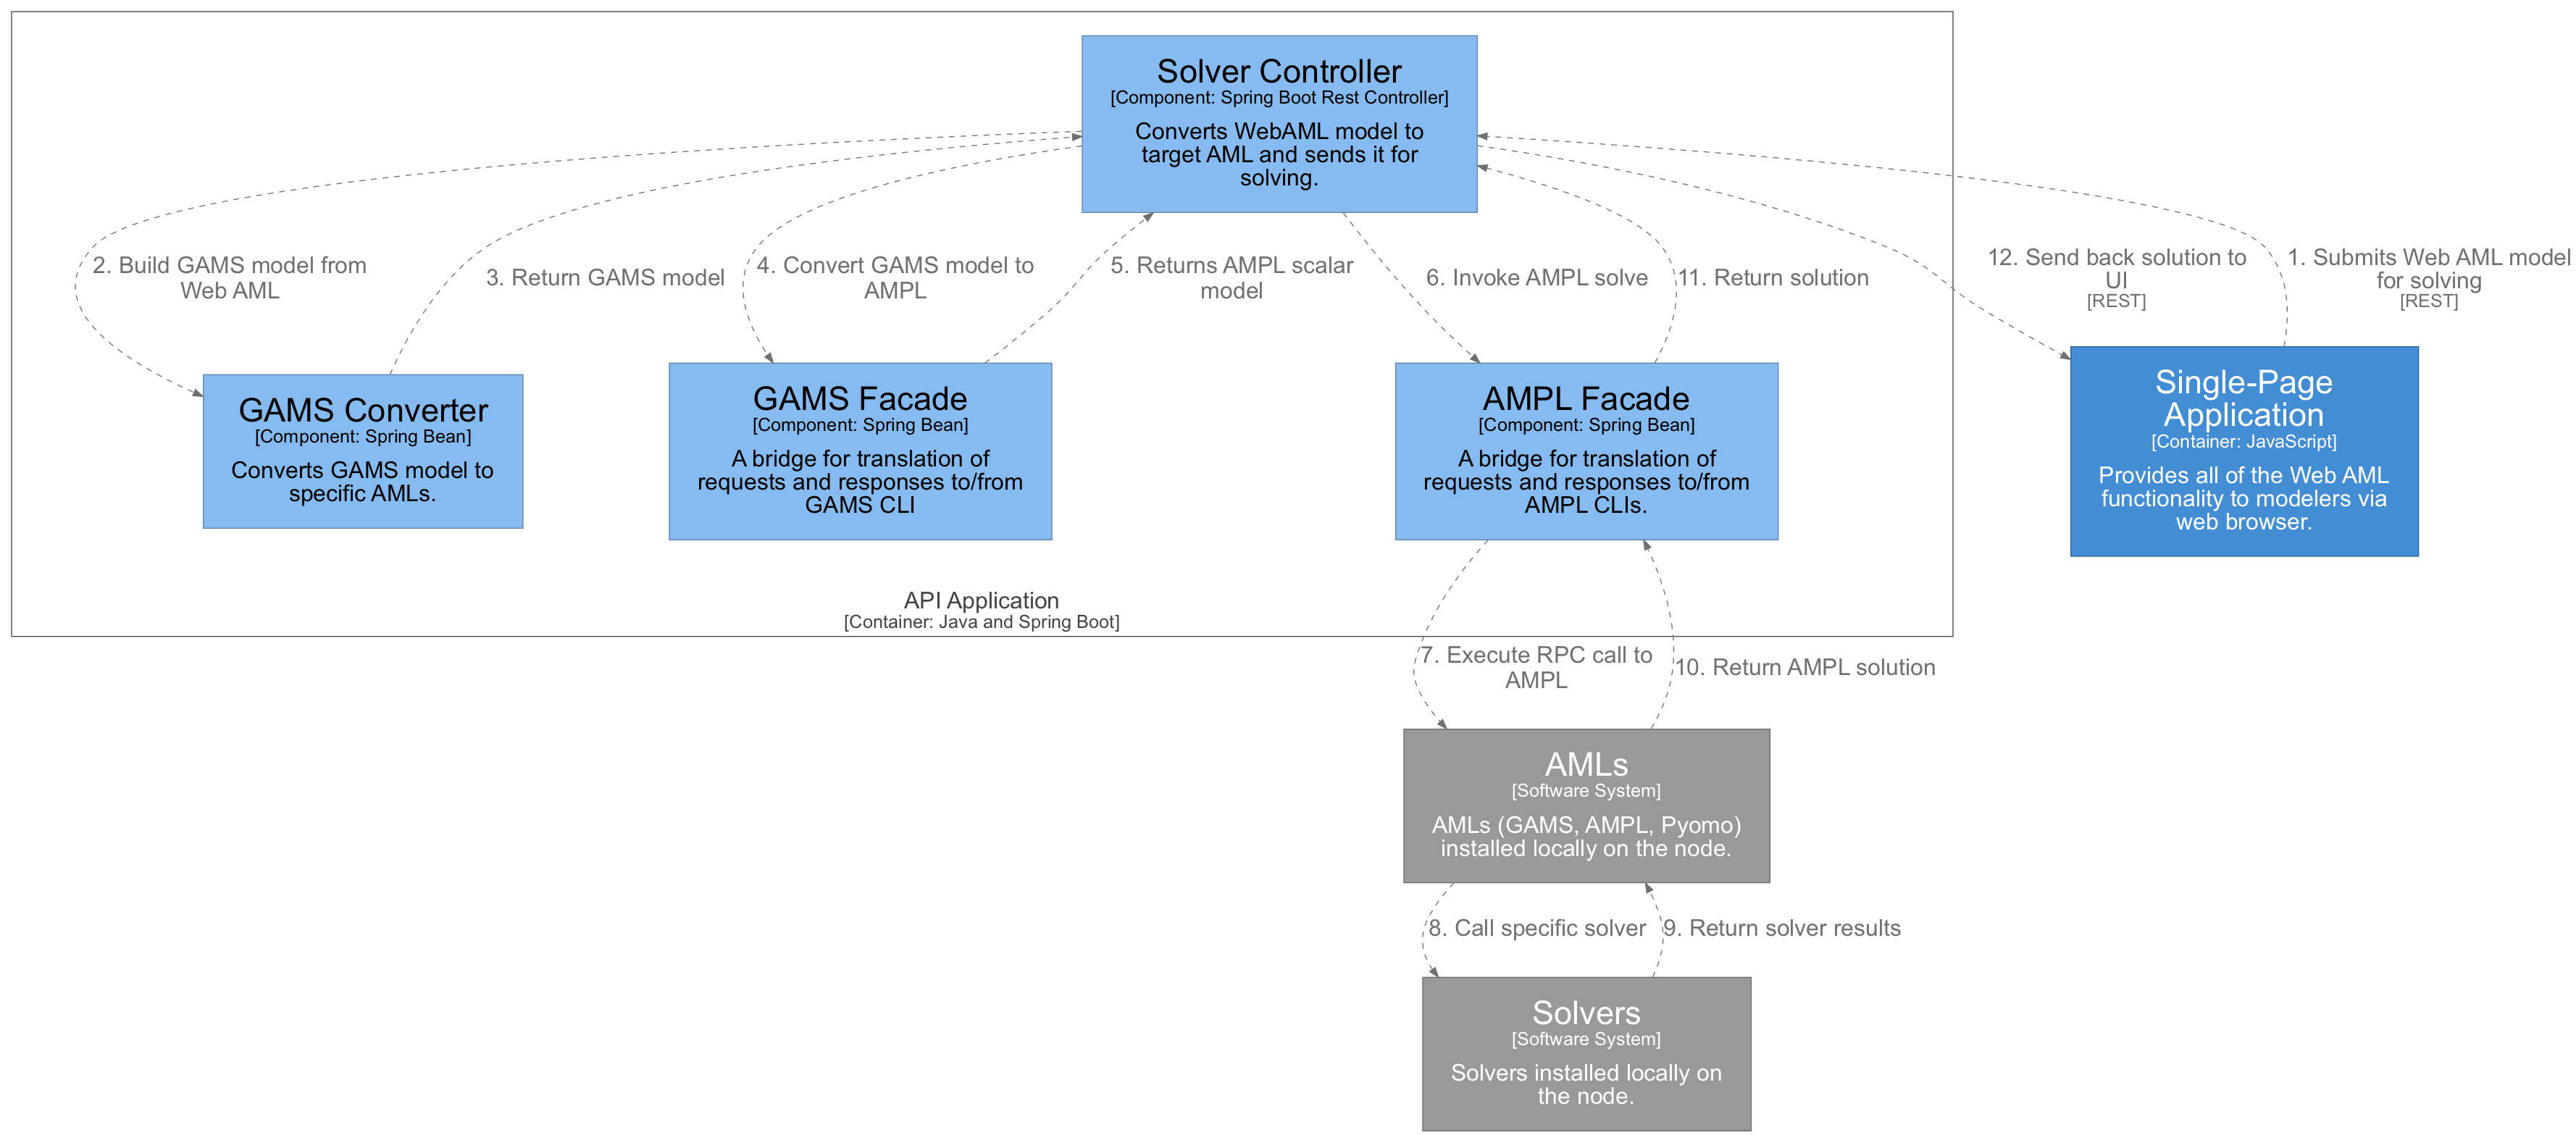 Solver Controller
[Component: Spring Boot Rest Controller]
Converts WebAML model to
target AML and sends it for
solving.
2. Build GAMS model from
Web AML
3. Return GAMS model
4. Convert GAMS model to
AMPL
5. Returns AMPL scalar
model
6. Invoke AMPL solve
11. Return solution
12. Send back solution to
UI
[REST]
1. Submits Web AML model
for solving
[REST]
GAMS Converter
[Component: Spring Bean]
Converts GAMS model to
specific AMLs.
GAMS Facade
[Component: Spring Bean]
A bridge for translation of
requests and responses to/from
GAMS CLI
AMPL Facade
[Component: Spring Bean]
A bridge for translation of
requests and responses to/from
AMPL CLIs.
Single-Page
Application
[Container: JavaScript]
Provides all of the Web AML
functionality to modelers via
web browser.
API Application
[Container: Java and Spring Boot]
7. Execute RPC call to
AMPL
10. Return AMPL solution
AMLs
[Software System]
AMLs (GAMS, AMPL, Pyomo)
installed locally on the node.
8. Call specific solver
9. Return solver results
Solvers
[Software System]
Solvers installed locally on
the node.